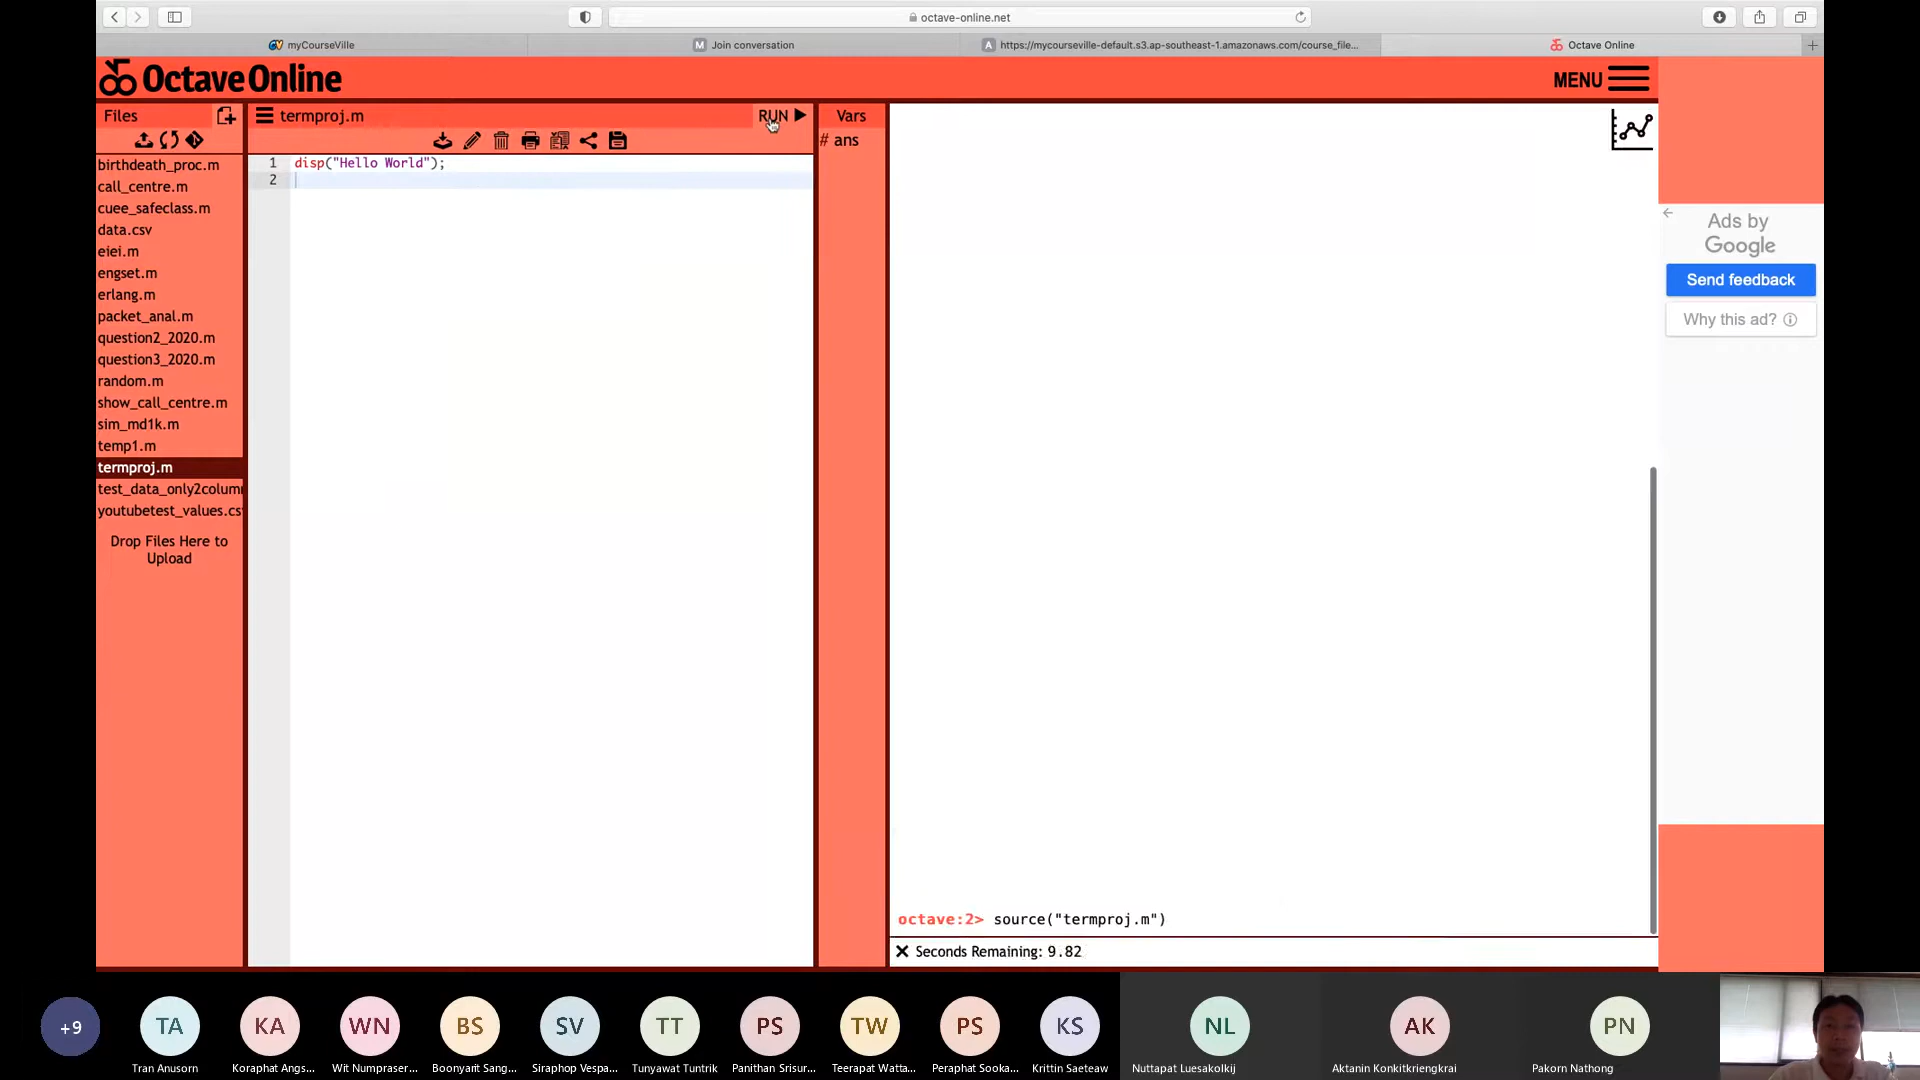 octave-online.net
myCourseVille
M Join conversation
A https://mycourseville-default.s3.ap-southeast-1.amazonaws.com/course_file...
Octave Online
Octave Online
MENU
Files
termproj.m
RUN
Vars
# ans
1 disp("Hello World");
2
birthdeath_proc.m
call_centre.m
cuee_safeclass.m
data.csv
eiei.m
engset.m
erlang.m
packet_anal.m
question2_2020.m
question3_2020.m
random.m
show_call_centre.m
sim_md1k.m
temp1.m
termproj.m
test_data_only2column
youtubetest_values.cs
Drop Files Here to
Upload
Ads by
Google
Send feedback
Why this ad?
octave:2> source("termproj.m")
Seconds Remaining: 9.82
+9
TA
KA
WN
BS
SV
TT
PS
TW
PS
KS
NL
AK
PN
Tran Anusorn
Koraphat Angs...
Wit Numpraser...
Boonyarit Sang...
Siraphop Vespa...
Tunyawat Tuntrik
Panithan Srisur...
Teerapat Watta...
Peraphat Sooka...
Krittin Saeteaw
Nuttapat Luesakolkij
Aktanin Konkitkriengkrai
Pakorn Nathong